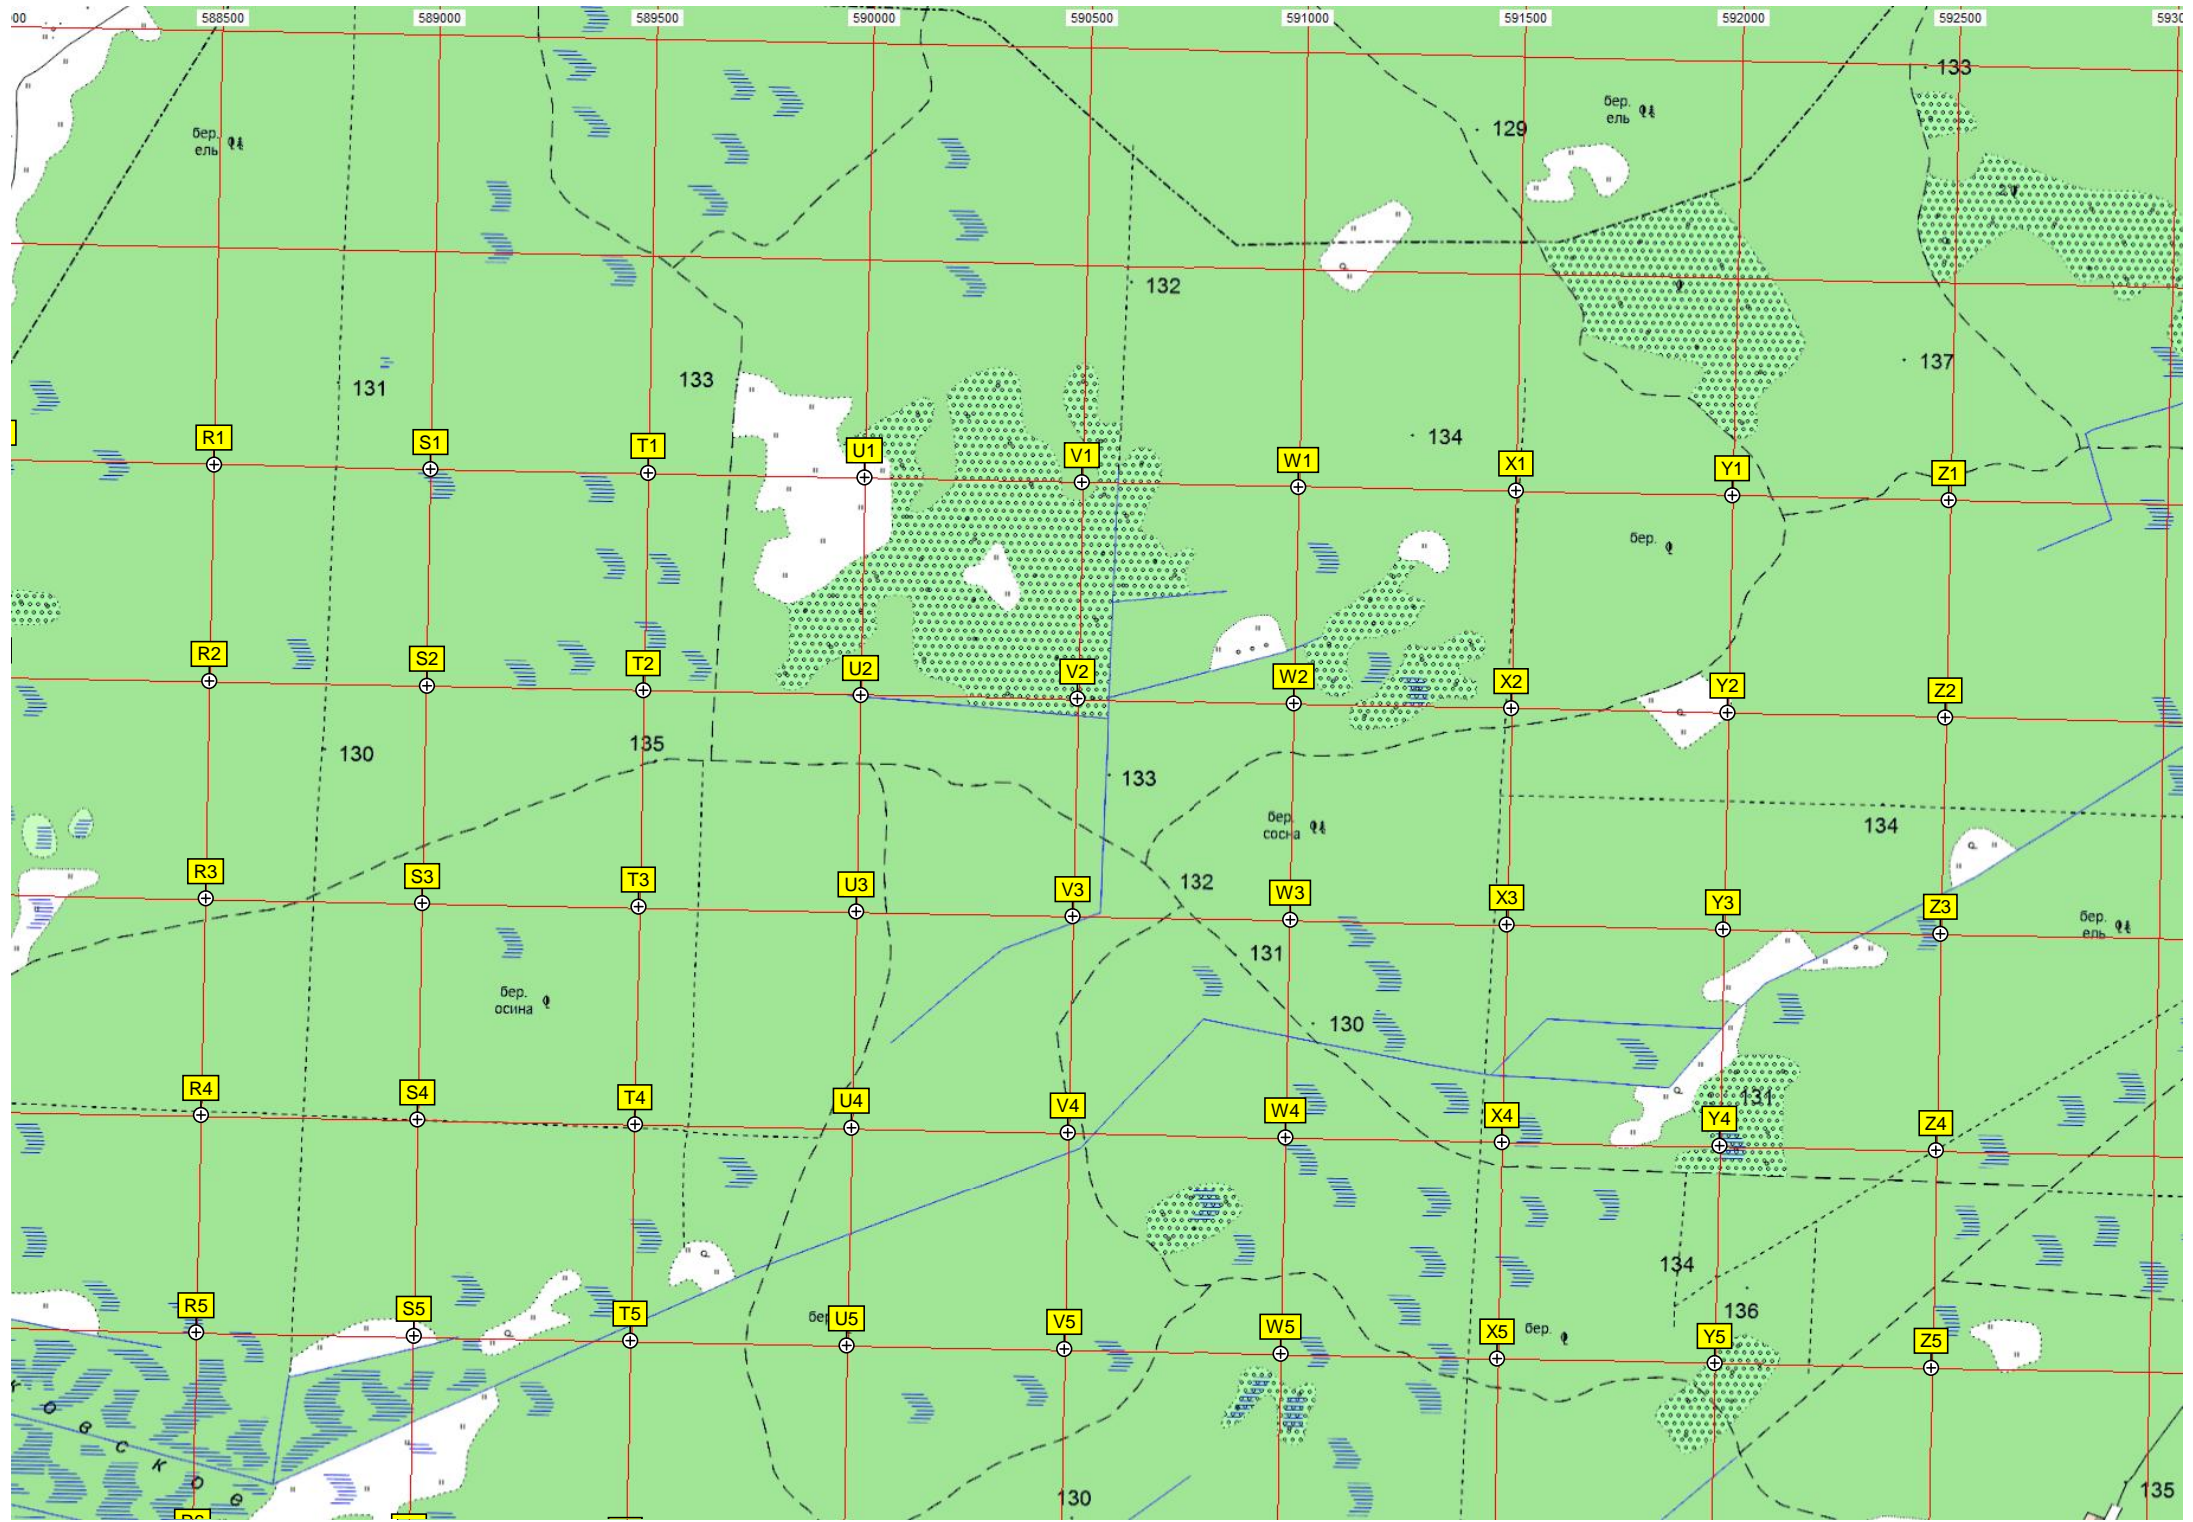 588500 589000 589500 590000 590500 591000 591500 592000 592500
133
129
бер.
ель
бер.
ель
132
137
131
133
134
R1 S1 T1 U1 V1 W1 X1 Y1 Z1
бер.
R2 S2 T2 U2 V2 W2 X2 Y2 Z2
130
135
133
бер.
сосна
134
132
R3 S3 T3 U3 V3 W3 X3 Y3 Z3
бер.
ель
131
бер.
осина
130
131
R4 S4 T4 U4 V4 W4 X4 Y4 Z4
134
136
R5 S5 T5 бер. U5 V5 W5 X5 бер. Y5 Z5
К О В С К О В
130
135